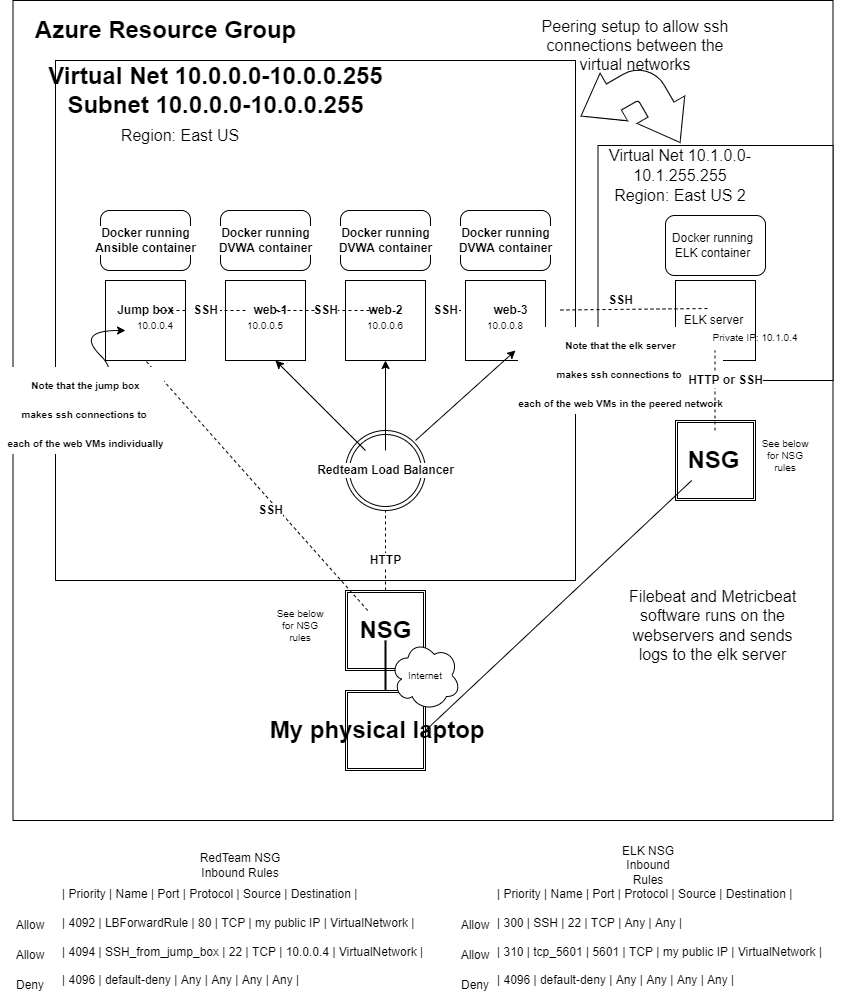 Azure Resource Group
Peering setup to allow ssh
connections between the
virtual networks
Virtual Net 10.0.0.0-10.0.0.255
Subnet 10.0.0.0-10.0.0.255
Region: East US
Virtual Net 10.1.0.0-
10.1.255.255
Region: East US 2
Docker running
Ansible container
Docker running
DVWA container
Docker running
DVWA container
Docker running
DVWA container
Docker running
ELK container
Jump box
10.0.0.4
SSH
web-1
10.0.0.5
SSH
web-2
10.0.0.6
SSH
web-3
10.0.0.8
SSH
ELK server
Private IP: 10.1.0.4
Note that the elk server
makes ssh connections to
each of the web VMs in the peered network
HTTP or SSH
Note that the jump box
makes ssh connections to
each of the web VMs individually
Redteam Load Balancer
NSG
See below
for NSG
rules
SSH
HTTP
See below
for NSG
rules
NSG
Internet
My physical laptop
Filebeat and Metricbeat
software runs on the
webservers and sends
logs to the elk server
RedTeam NSG
Inbound Rules
| Priority | Name | Port | Protocol | Source | Destination |
Allow | 4092 | LBForwardRule | 80 | TCP | my public IP | VirtualNetwork |
Allow | 4094 | SSH_from_jump_box | 22 | TCP | 10.0.0.4 | VirtualNetwork |
Deny | 4096 | default-deny | Any | Any | Any | Any |
ELK NSG
Inbound
Rules
| Priority | Name | Port | Protocol | Source | Destination |
Allow | 300 | SSH | 22 | TCP | Any | Any |
Allow | 310 | tcp_5601 | 5601 | TCP | my public IP | VirtualNetwork |
Deny | 4096 | default-deny | Any | Any | Any | Any |